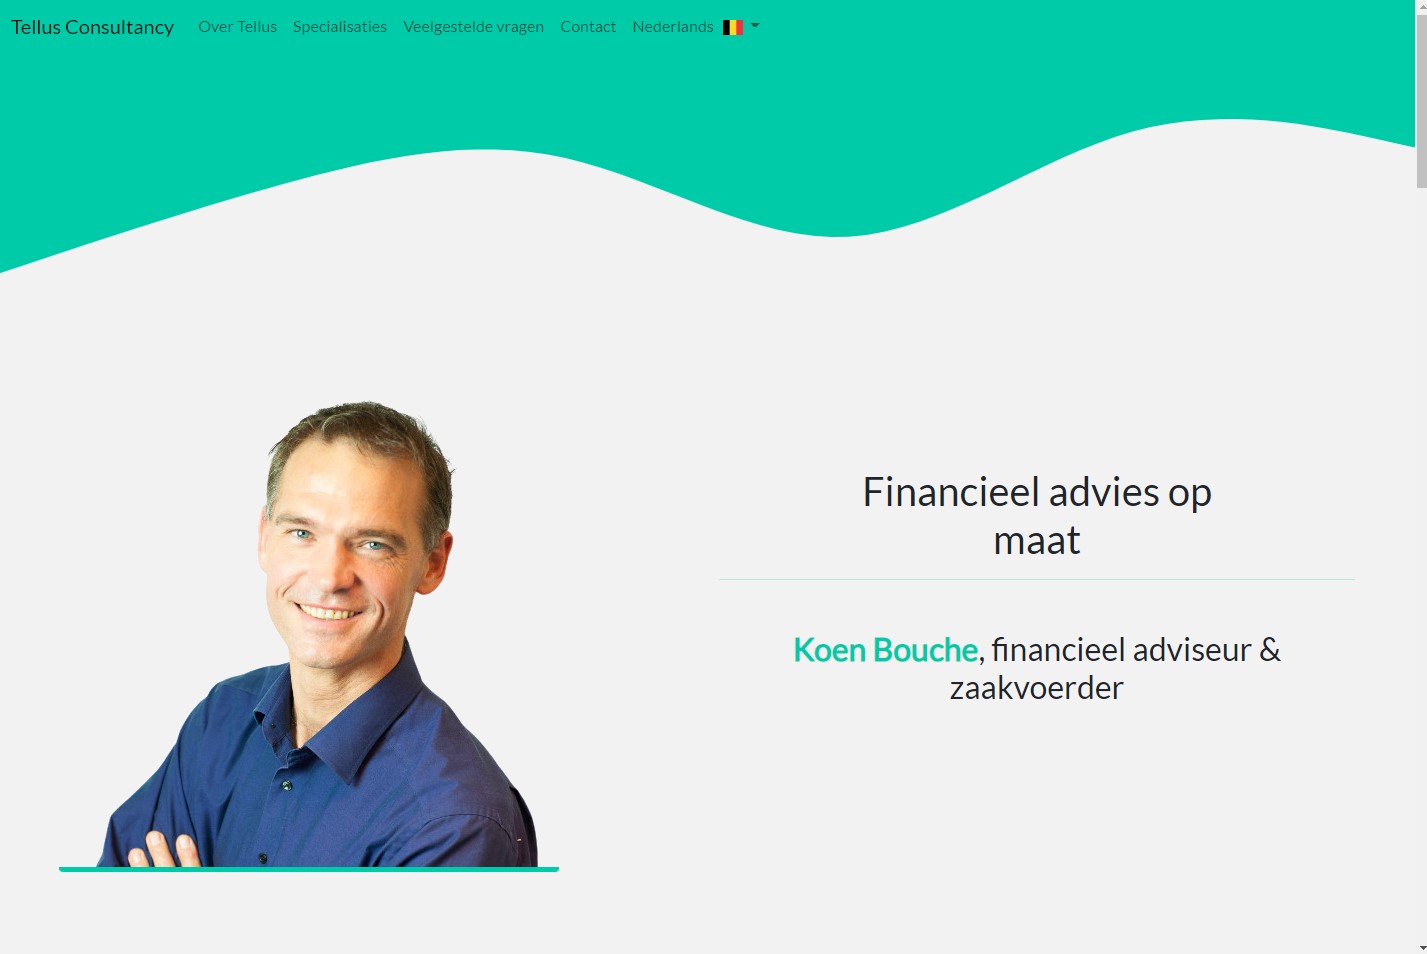 Tellus Consultancy Over Tellus Specialisaties Veelgestelde vragen Contact Nederlands
Financieel advies op
maat
Koen Bouche, financieel adviseur &
zaakvoerder